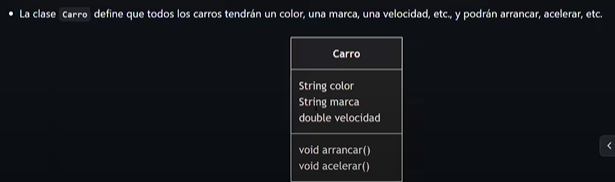 • La clase Carro define que todos los carros tendrán un color, una marca, una velocidad, etc., y podrán arrancar, acelerar, etc.
Carro
String color
String marca
double velocidad
void arrancar()
void acelerar()